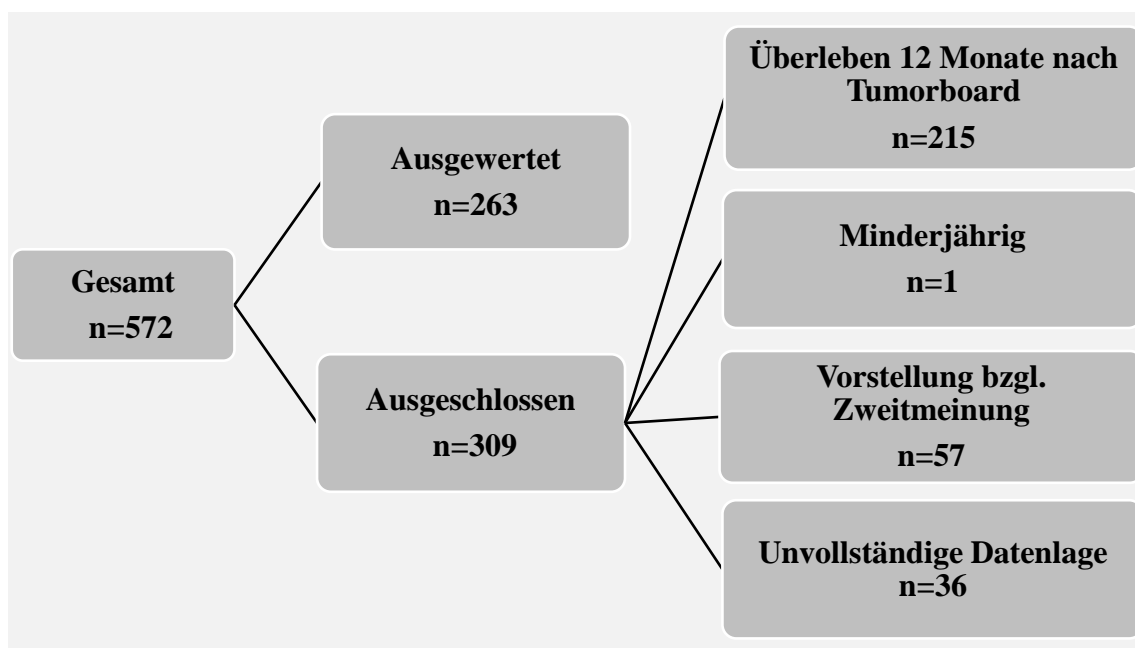 Gesamt
n=572
Ausgewertet
n=263
Ausgeschlossen
n=309
Überleben 12 Monate nach
Tumorboard
n=215
Minderjährig
n=1
Vorstellung bzgl.
Zweitmeinung
n=57
Unvollständige Datenlage
n=36